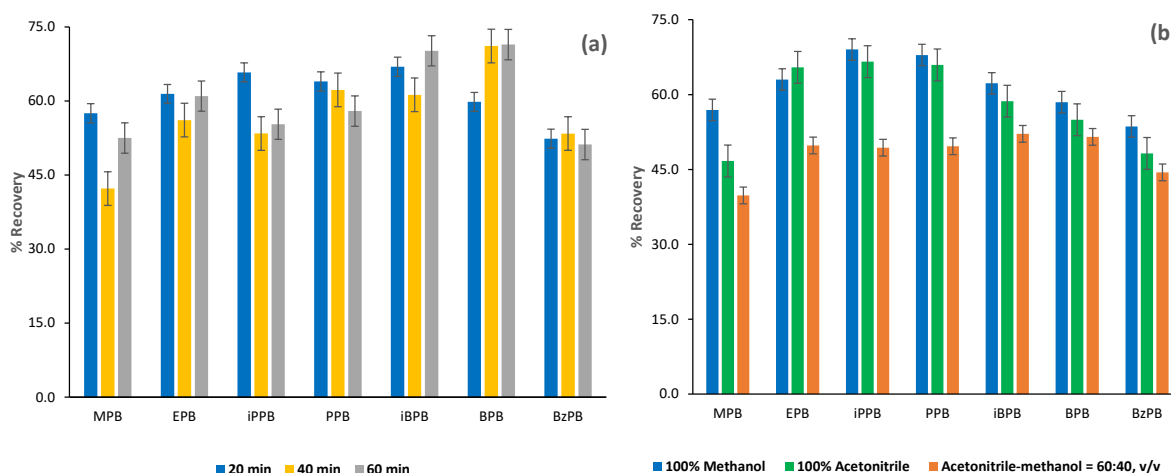 (a)
% Recovery
75.0
60.0
45.0
30.0
15.0
0.0
MPB EPB iPPB PPB iBPB BPB BzPB
20 min 40 min 60 min
(b)
% Recovery
75.0
60.0
45.0
30.0
15.0
0.0
MPB EPB iPPB PPB iBPB BPB BzPB
100% Methanol 100% Acetonitrile Acetonitrile-methanol = 60:40, v/v